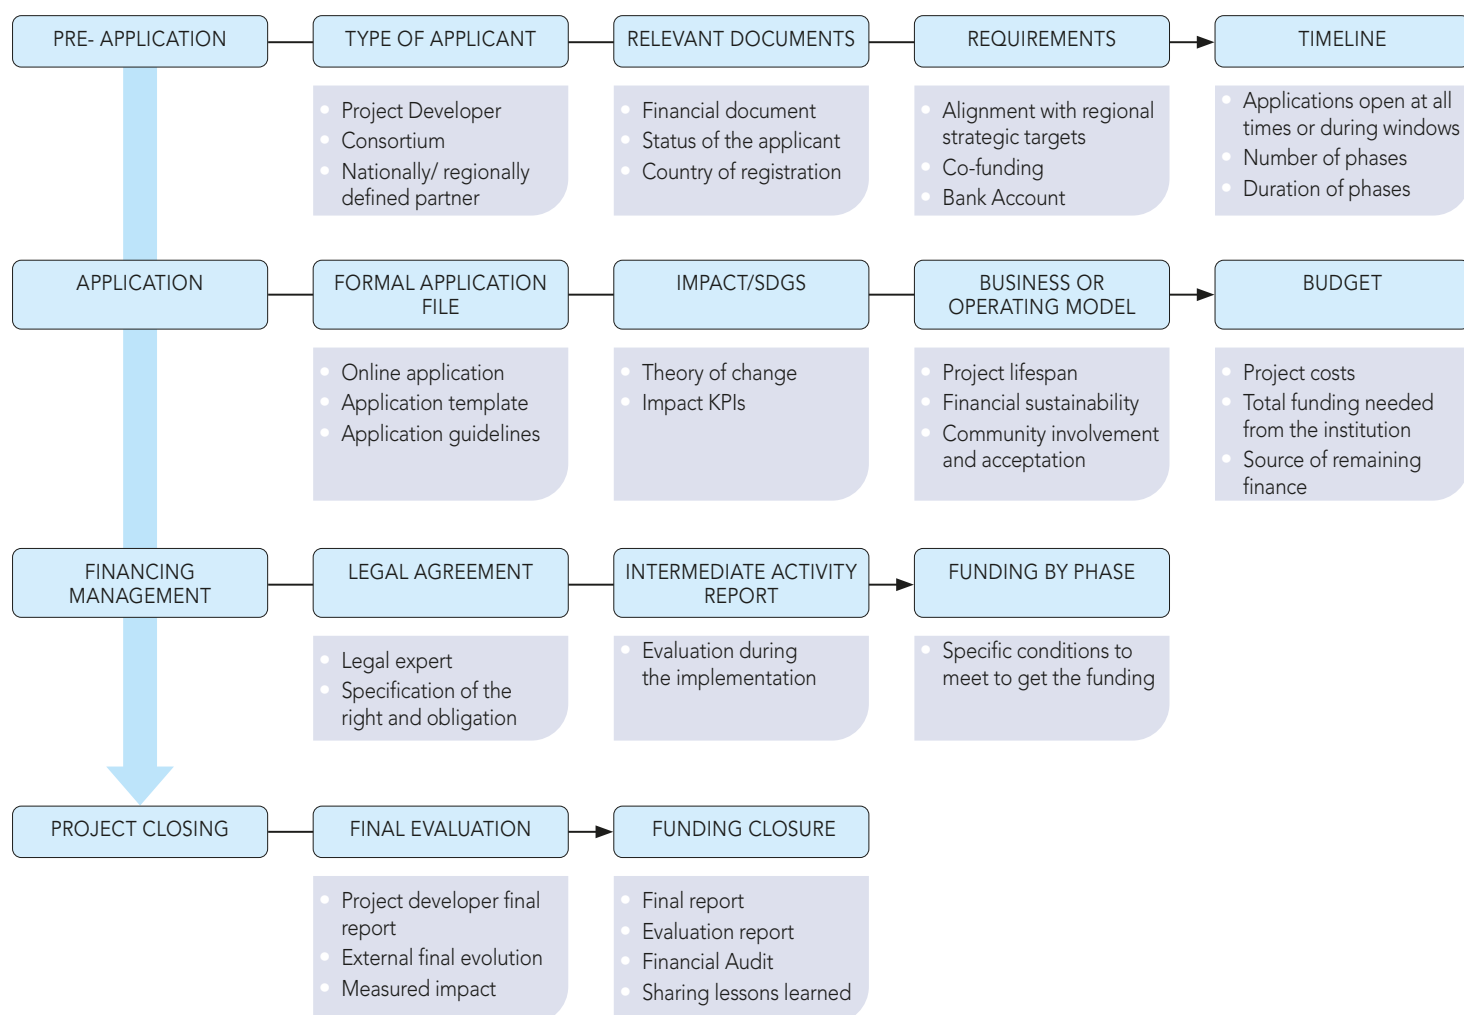 PRE- APPLICATION
TYPE OF APPLICANT
RELEVANT DOCUMENTS
REQUIREMENTS
TIMELINE
Project Developer
Consortium
Nationally/ regionally
defined partner
Financial document
Status of the applicant
Country of registration
Alignment with regional
strategic targets
Co-funding
Bank Account
Applications open at all
times or during windows
Number of phases
Duration of phases
APPLICATION
FORMAL APPLICATION
FILE
IMPACT/SDGS
BUSINESS OR
OPERATING MODEL
BUDGET
Online application
Application template
Application guidelines
Theory of change
Impact KPIs
Project lifespan
Financial sustainability
Community involvement
and acceptation
Project costs
Total funding needed
from the institution
Source of remaining
finance
FINANCING
MANAGEMENT
LEGAL AGREEMENT
INTERMEDIATE ACTIVITY
REPORT
FUNDING BY PHASE
Legal expert
Specification of the
right and obligation
Evaluation during
the implementation
Specific conditions to
meet to get the funding
PROJECT CLOSING
FINAL EVALUATION
FUNDING CLOSURE
Project developer final
report
External final evolution
Measured impact
Final report
Evaluation report
Financial Audit
Sharing lessons learned